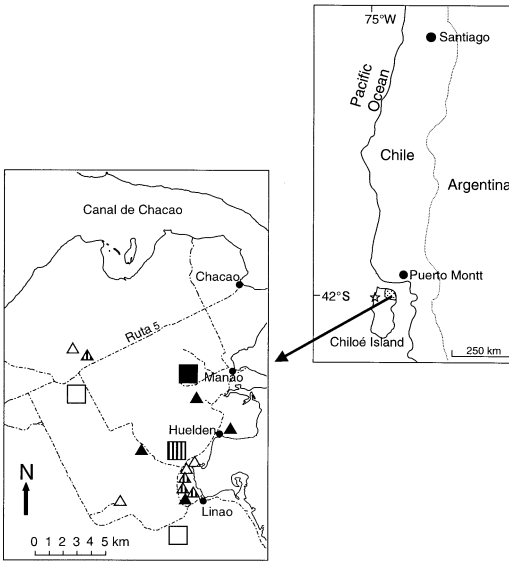 75°W
Santiago
Pacific
Ocean
Chile
Argentina
Puerto Montt
42°S
Chiloé Island
250 km
Canal de Chacao
Chacao
Ruta 5
Manao
Huelden
N
Linao
0 1 2 3 4 5 km